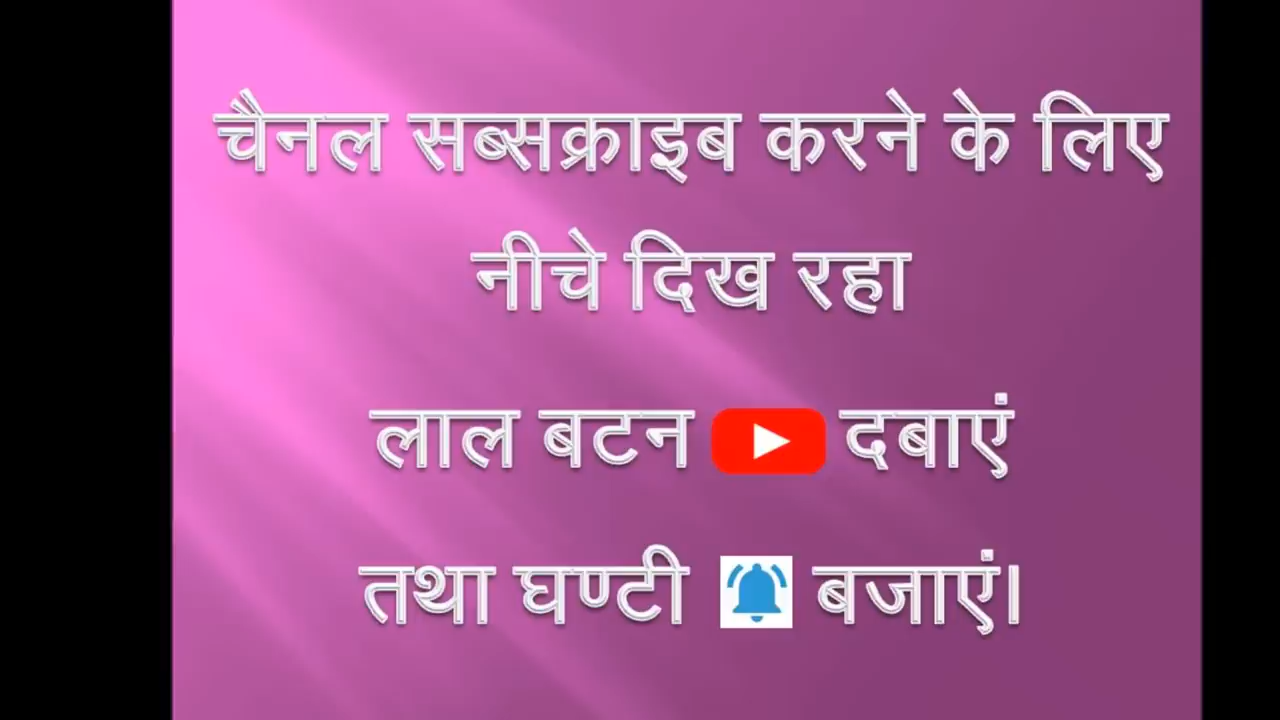 चैनल सब्सक्राइब करने के लिए
नीचे दिख रहा
लाल बटन दबाएं
तथा घण्टी बजाएं।